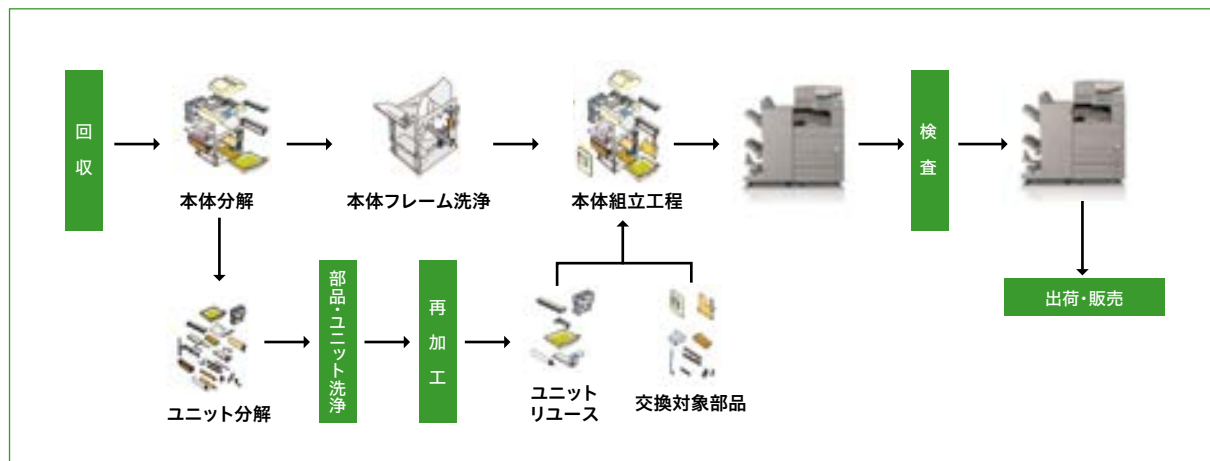 回収
本体分解
本体フレーム洗浄
本体組立工程
検査
出荷・販売
ユニット分解
部品・ユニット洗浄
再加工
ユニット
リユース
交換対象部品